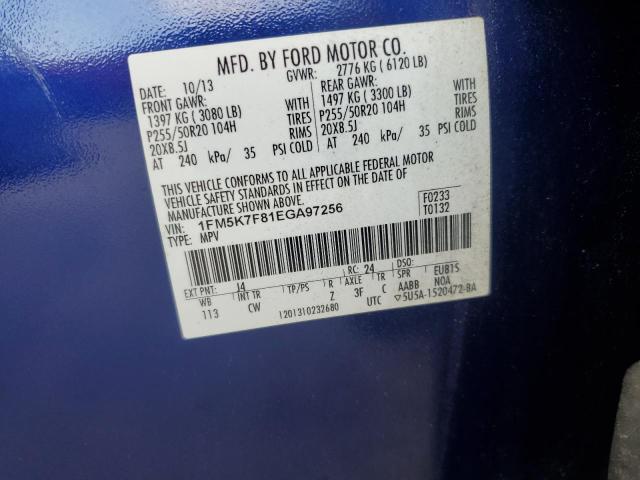 MFD. BY FORD MOTOR CO.
DATE: 10/13 GVWR: 2776 KG ( 6120 LB)
FRONT GAWR: REAR GAWR:
1397 KG ( 3080 LB) WITH 1497 KG ( 3300 LB) WITH
P255/50R20 104H TIRES P255/50R20 104H TIRES
20X8.5J RIMS 20X8.5J RIMS
AT 240 kPa/ 35 PSI COLD AT 240 kPa/ 35 PSI COLD
THIS VEHICLE CONFORMS TO ALL APPLICABLE FEDERAL MOTOR
VEHICLE SAFETY STANDARDS IN EFFECT ON THE DATE OF
MANUFACTURE SHOWN ABOVE.
VIN: 1FM5K7F81EGA97256 F0233
TYPE: MPV T0132
EXT PNT: J4 RC: 24 DSO:
WB INT TR TP/PS R AXLE TR SPR EU815
113 CW Z 3F C AABB NOA
1201310232680 UTC ▽5U5A-1520472-BA